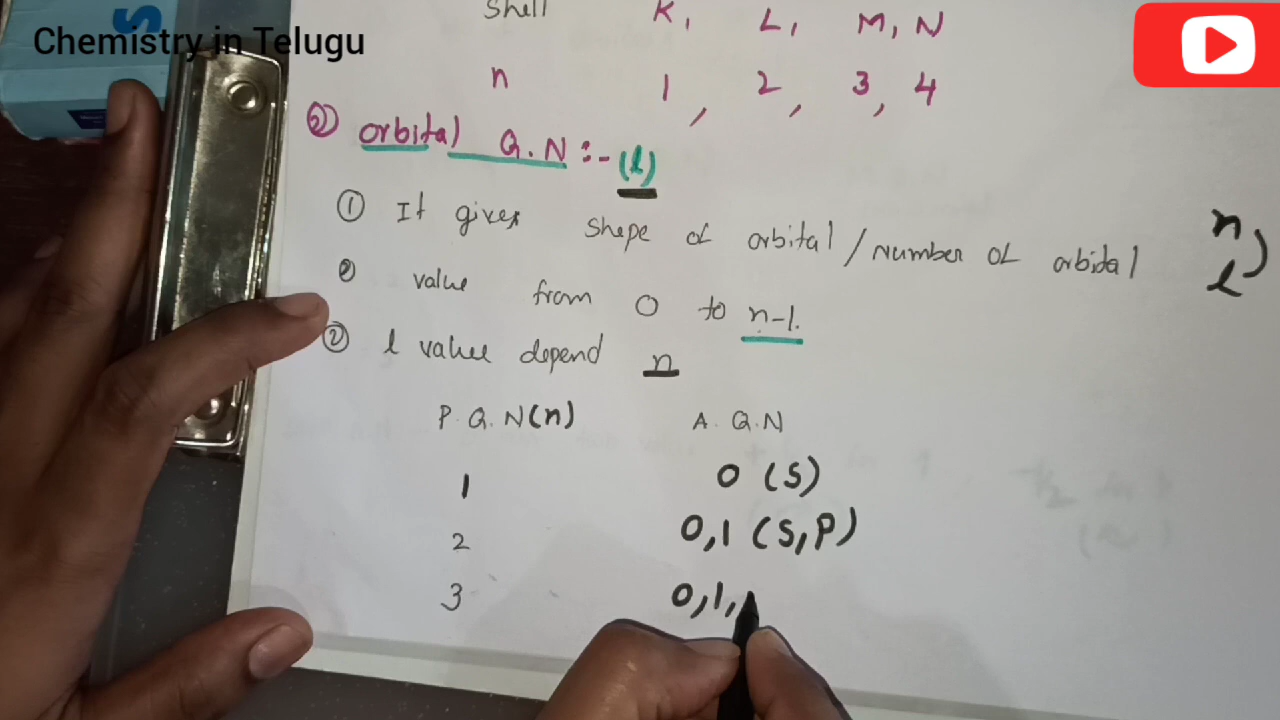 Chemistry in Telugu
Shell K, L, M, N
n 1, 2, 3, 4
② orbital Q.N :- (l)
① It gives shape of orbital / Number of orbital
n
l
② value from 0 to n-1.
② l value depend n
P. Q. N(n) A. Q.N
1 0 (S)
2 0,1 (S,P)
3 0,1,